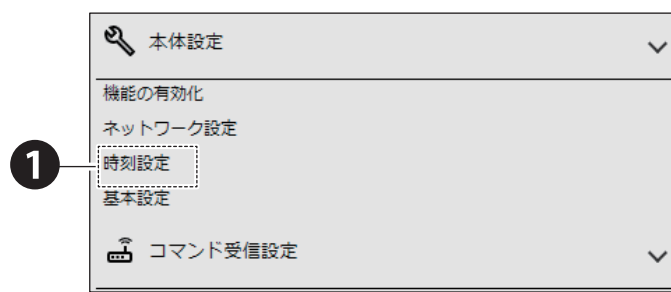 本体設定
機能の有効化
ネットワーク設定
1
時刻設定
基本設定
コマンド受信設定